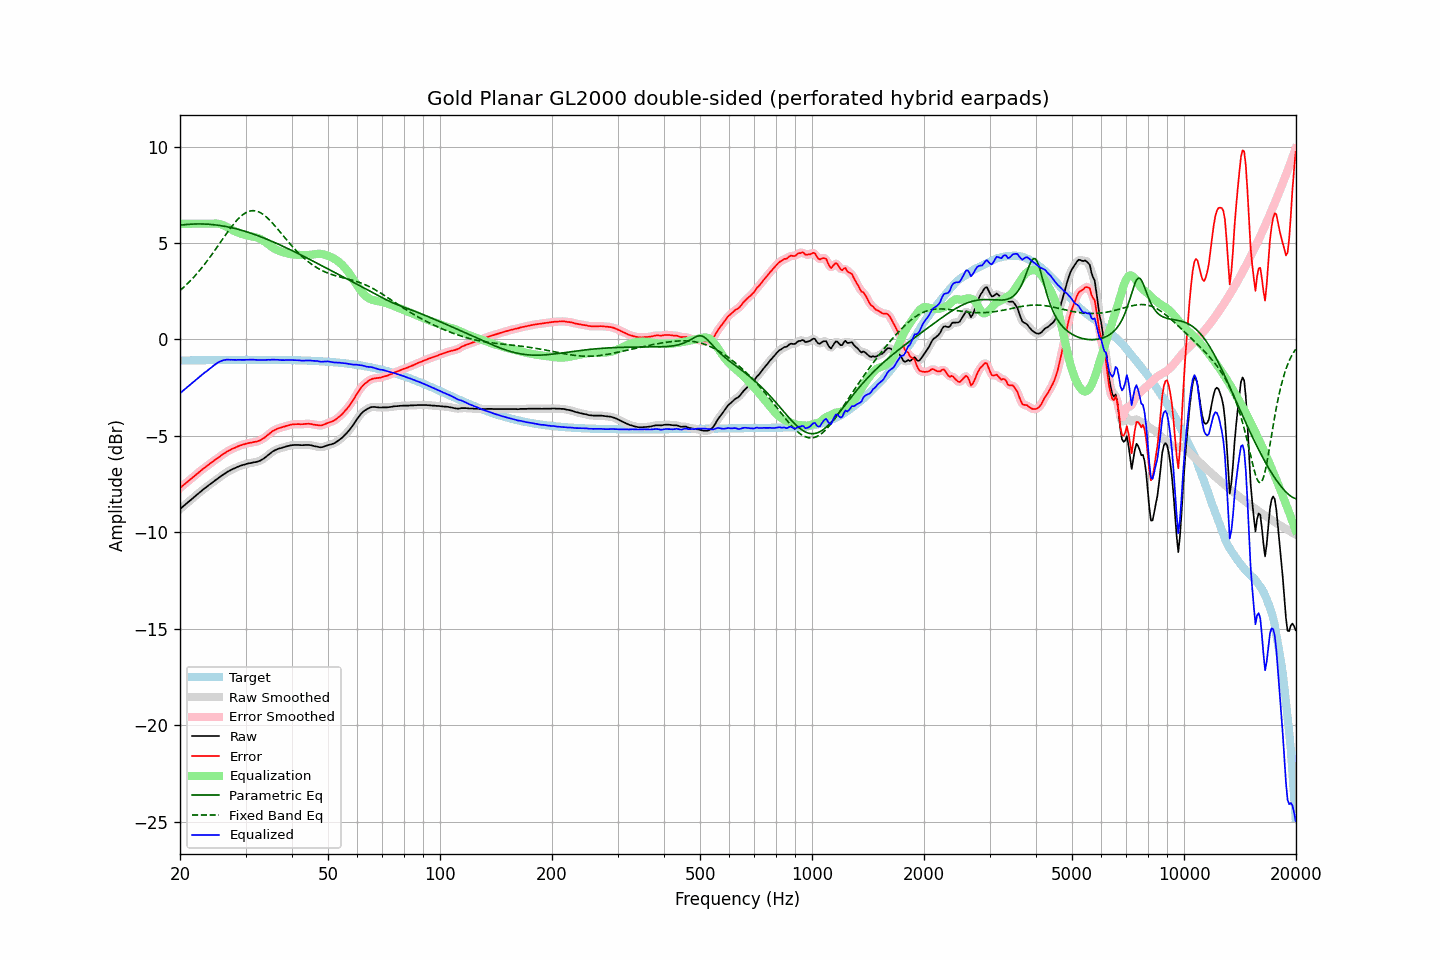 Gold Planar GL2000 double-sided (perforated hybrid earpads)
10
5
0
−5
−10
−15
−20
−25
Amplitude (dBr)
Target
Raw Smoothed
Error Smoothed
Raw
Error
Equalization
Parametric Eq
Fixed Band Eq
Equalized
20 50 100 200 500 1000 2000 5000 10000 20000
Frequency (Hz)